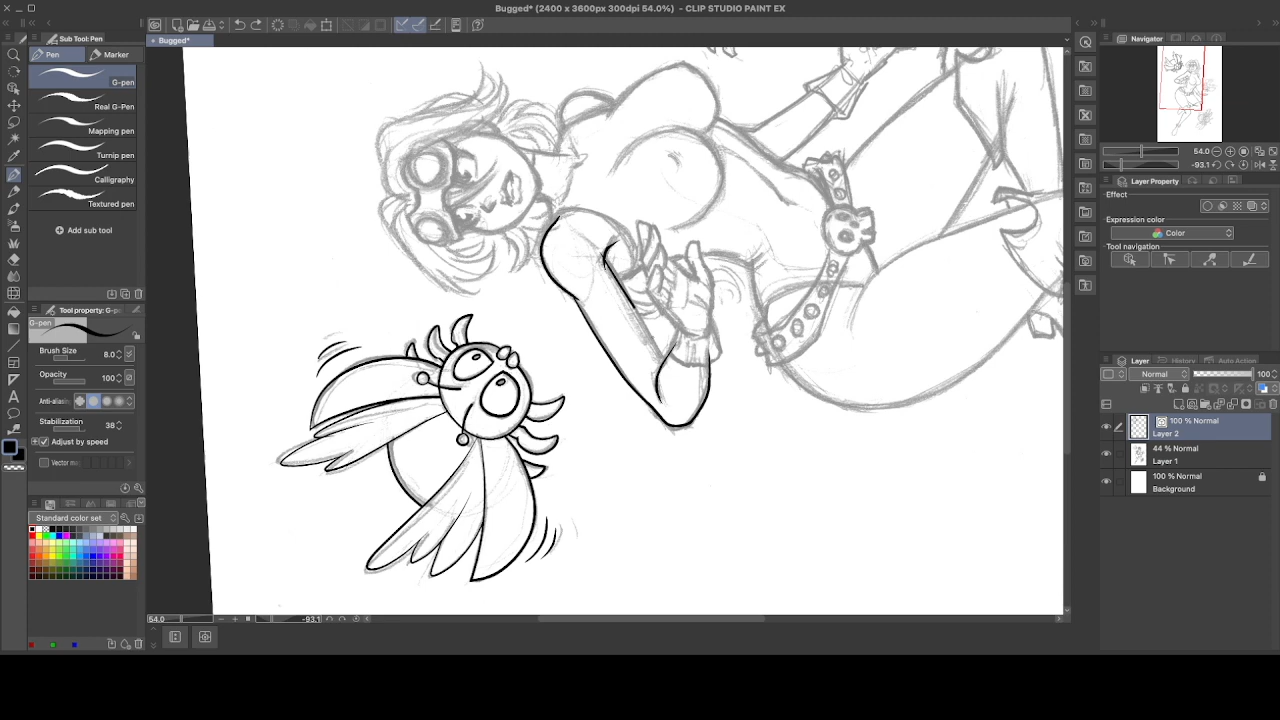 Bugged* (2400 x 3600px 300dpi 54.0%) - CLIP STUDIO PAINT EX
Sub Tool: Pen
Bugged*
Navigator
Pen
Marker
G-pen
Real G-Pen
Mapping pen
Turnip pen
Calligraphy
Textured pen
Add sub tool
54.0
-93.1
Layer Property
Effect
Expression color
Color
Tool navigation
Tool property: G-p
G-pen
Brush Size
8.0
Opacity
100
Anti-aliasi
Stabilization
38
Adjust by speed
Vector m
Standard color set
Layer
History
Auto Action
Normal
100
100 % Normal
Layer 2
44 % Normal
Layer 1
100 % Normal
Background
54.0
-93.1